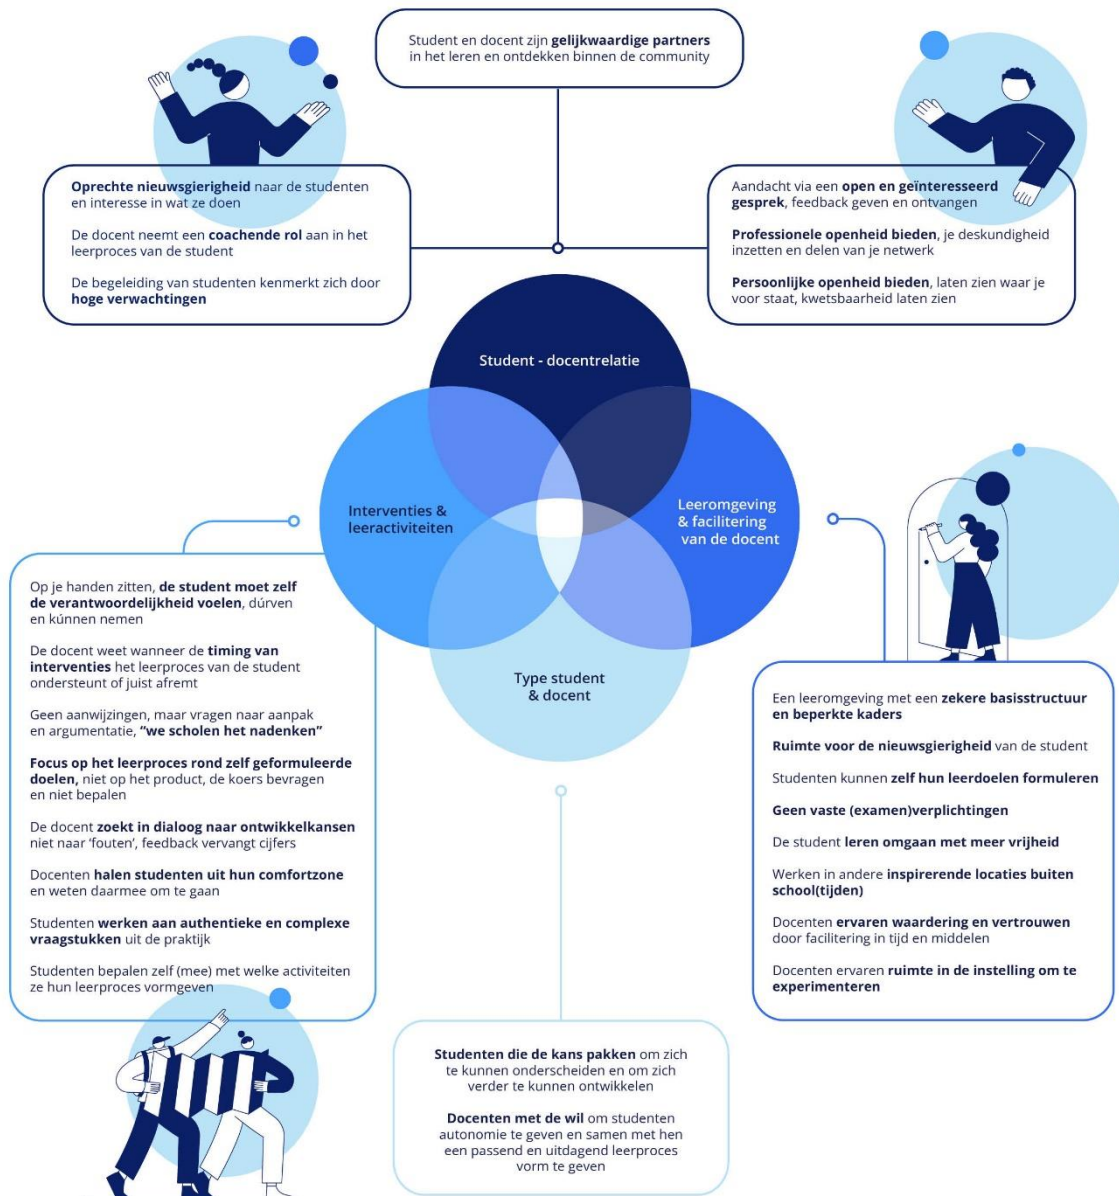 Student en docent zijn gelijkwaardige partners
in het leren en ontdekken binnen de community
Oprechte nieuwsgierigheid naar de studenten
en interesse in wat ze doen
De docent neemt een coachende rol aan in het
leerproces van de student
De begeleiding van studenten kenmerkt zich door
hoge verwachtingen
Aandacht via een open en geïnteresseerd
gesprek, feedback geven en ontvangen
Professionele openheid bieden, je deskundigheid
inzetten en delen van je netwerk
Persoonlijke openheid bieden, laten zien waar je
voor staat, kwetsbaarheid laten zien
Student - docentrelatie
Interventies &
leeractiviteiten
Leeromgeving
& facilitering
van de docent
Type student
& docent
Op je handen zitten, de student moet zelf
de verantwoordelijkheid voelen, dúrven
en kúnnen nemen
De docent weet wanneer de timing van
interventies het leerproces van de student
ondersteunt of juist afremt
Geen aanwijzingen, maar vragen naar aanpak
en argumentatie, “we scholen het nadenken”
Focus op het leerproces rond zelf geformuleerde
doelen, niet op het product, de koers bevragen
en niet bepalen
De docent zoekt in dialoog naar ontwikkelkansen
niet naar ‘fouten’, feedback vervangt cijfers
Docenten halen studenten uit hun comfortzone
en weten daarmee om te gaan
Studenten werken aan authentieke en complexe
vraagstukken uit de praktijk
Studenten bepalen zelf (mee) met welke activiteiten
ze hun leerproces vormgeven
Een leeromgeving met een zekere basisstructuur
en beperkte kaders
Ruimte voor de nieuwsgierigheid van de student
Studenten kunnen zelf hun leerdoelen formuleren
Geen vaste (examen)verplichtingen
De student leren omgaan met meer vrijheid
Werken in andere inspirerende locaties buiten
school(tijden)
Docenten ervaren waardering en vertrouwen
door facilitering in tijd en middelen
Docenten ervaren ruimte in de instelling om te
experimenteren
Studenten die de kans pakken om zich
te kunnen onderscheiden en om zich
verder te kunnen ontwikkelen
Docenten met de wil om studenten
autonomie te geven en samen met hen
een passend en uitdagend leerproces
vorm te geven